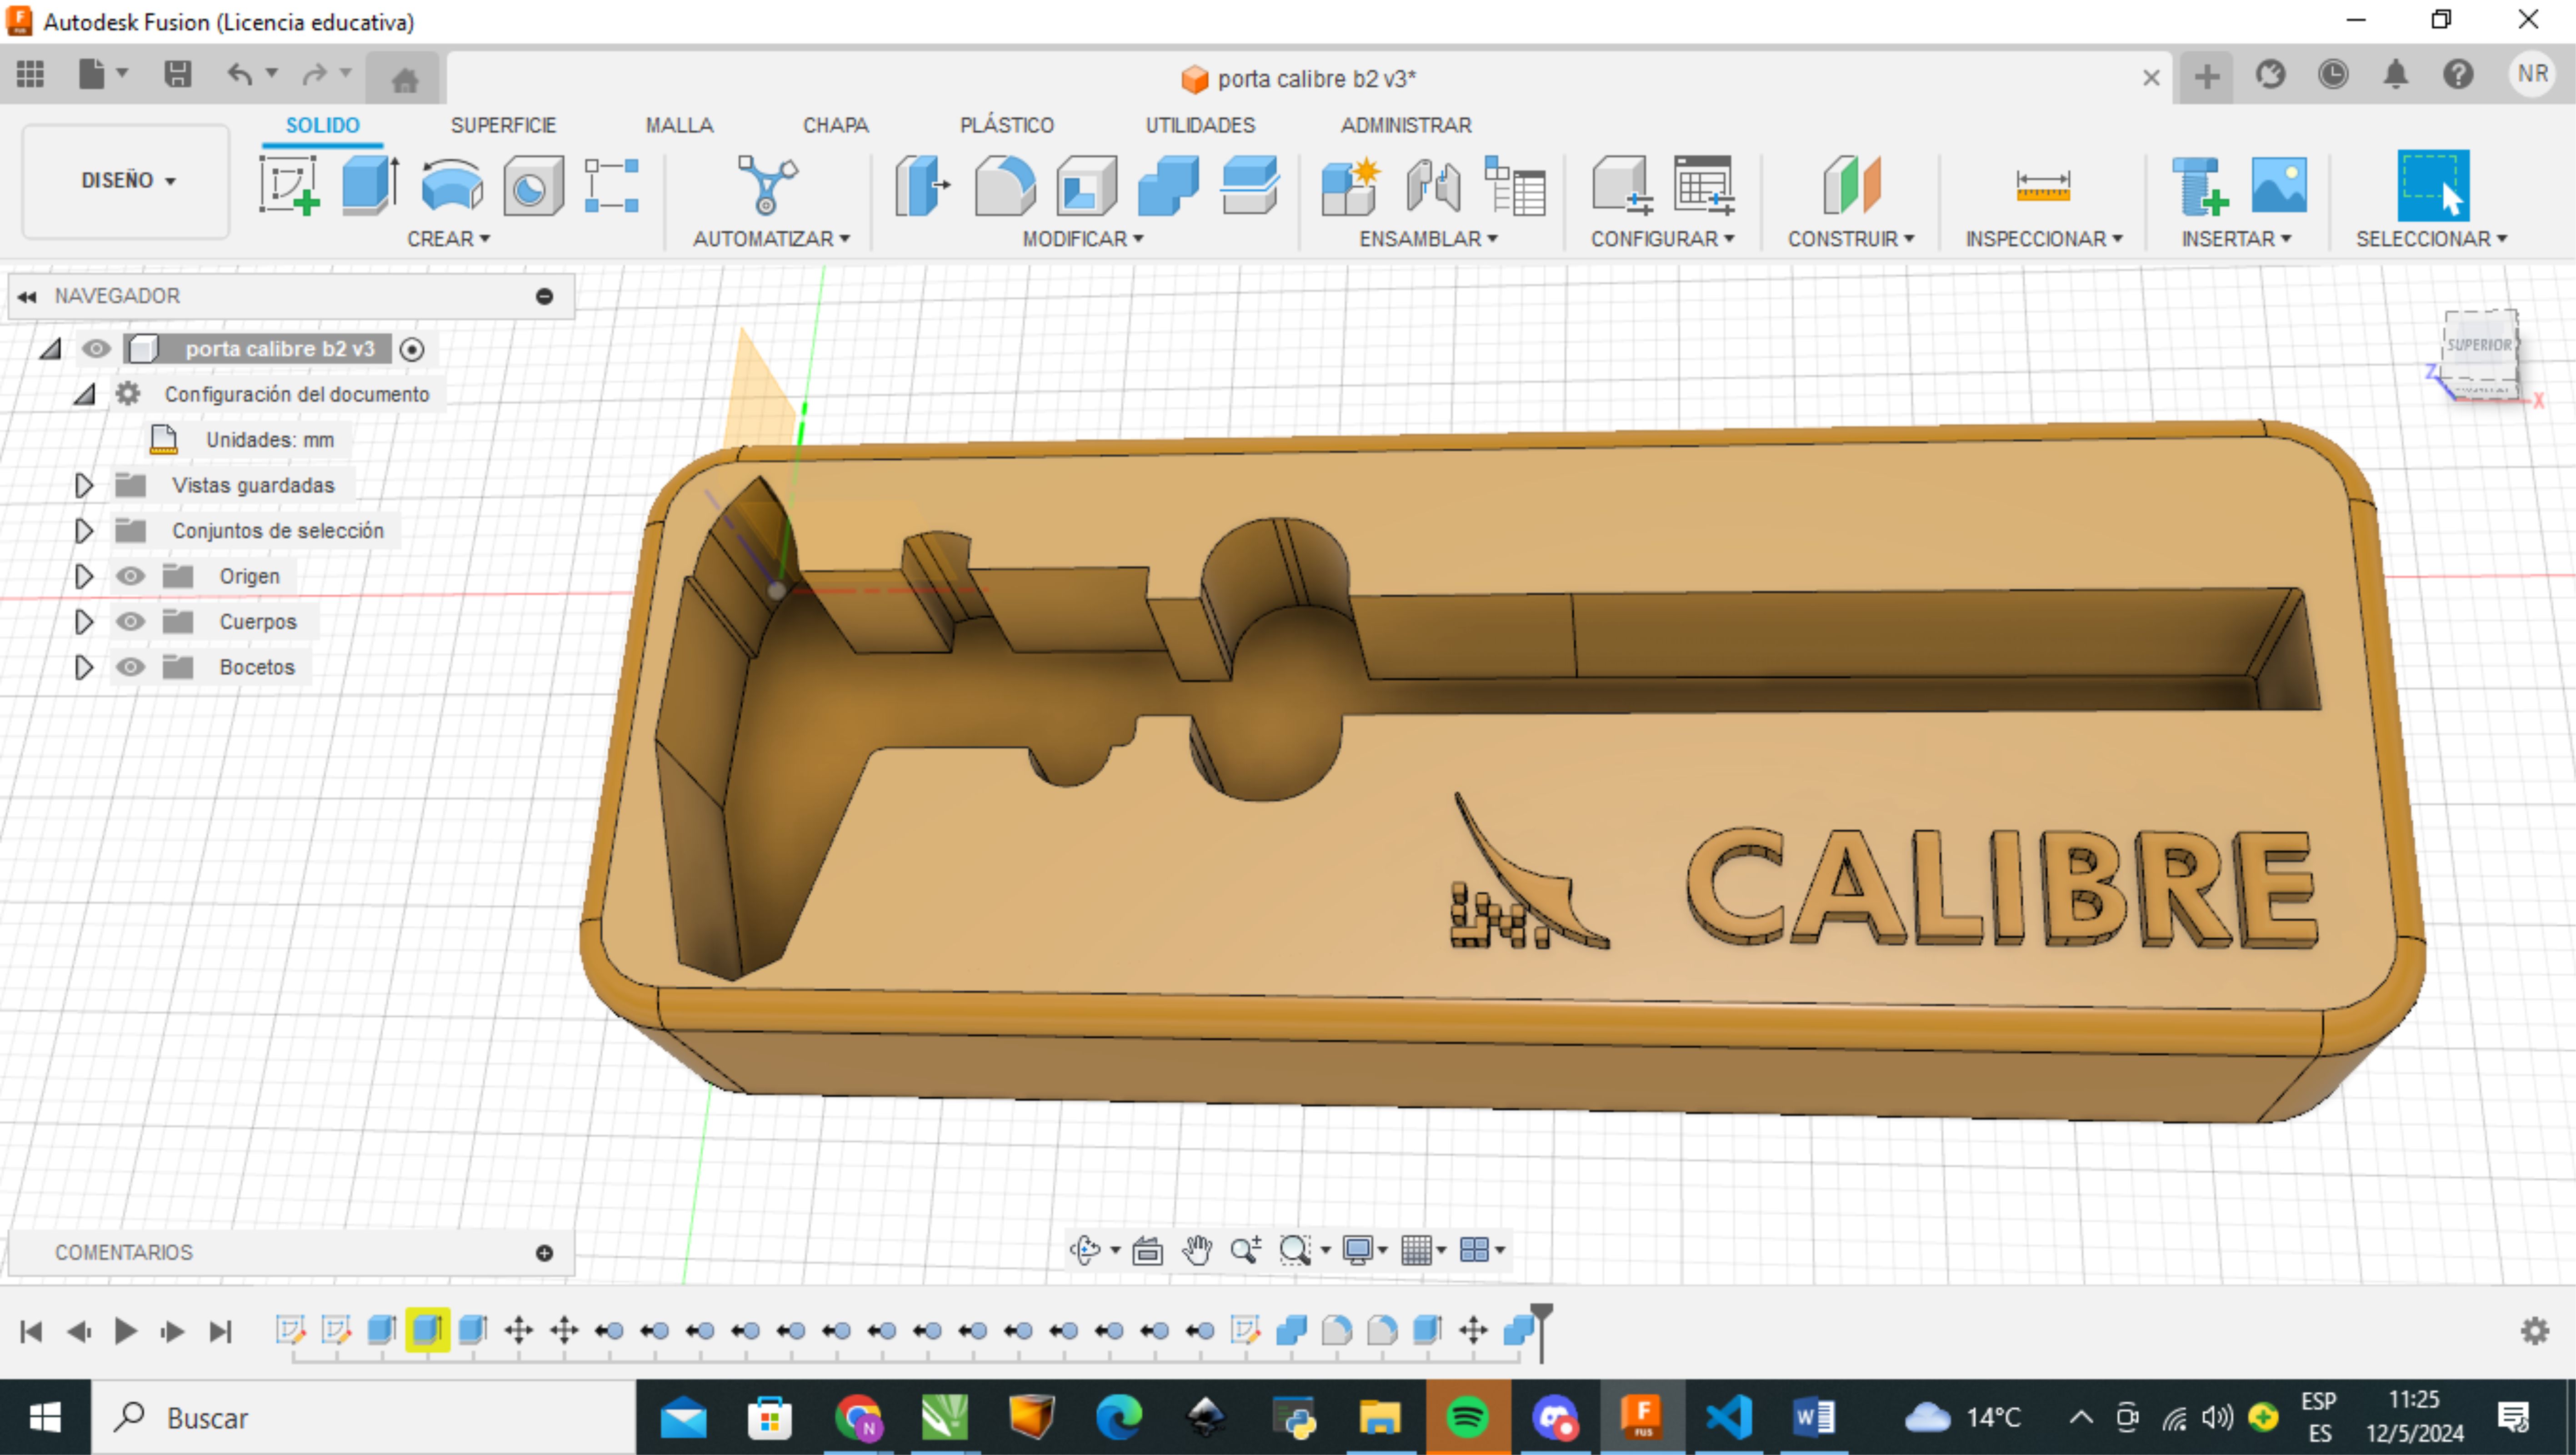 Autodesk Fusion (Licencia educativa)
porta calibre b2 v3*
NR
SOLIDO SUPERFICIE MALLA CHAPA PLÁSTICO UTILIDADES ADMINISTRAR
DISEÑO
CREAR AUTOMATIZAR MODIFICAR ENSAMBLAR CONFIGURAR CONSTRUIR INSPECCIONAR INSERTAR SELECCIONAR
NAVEGADOR
porta calibre b2 v3
Configuración del documento
Unidades: mm
Vistas guardadas
Conjuntos de selección
Origen
Cuerpos
Bocetos
SUPERIOR
Z
X
CALIBRE
COMENTARIOS
Buscar
14°C
ESP
ES
11:25
12/5/2024